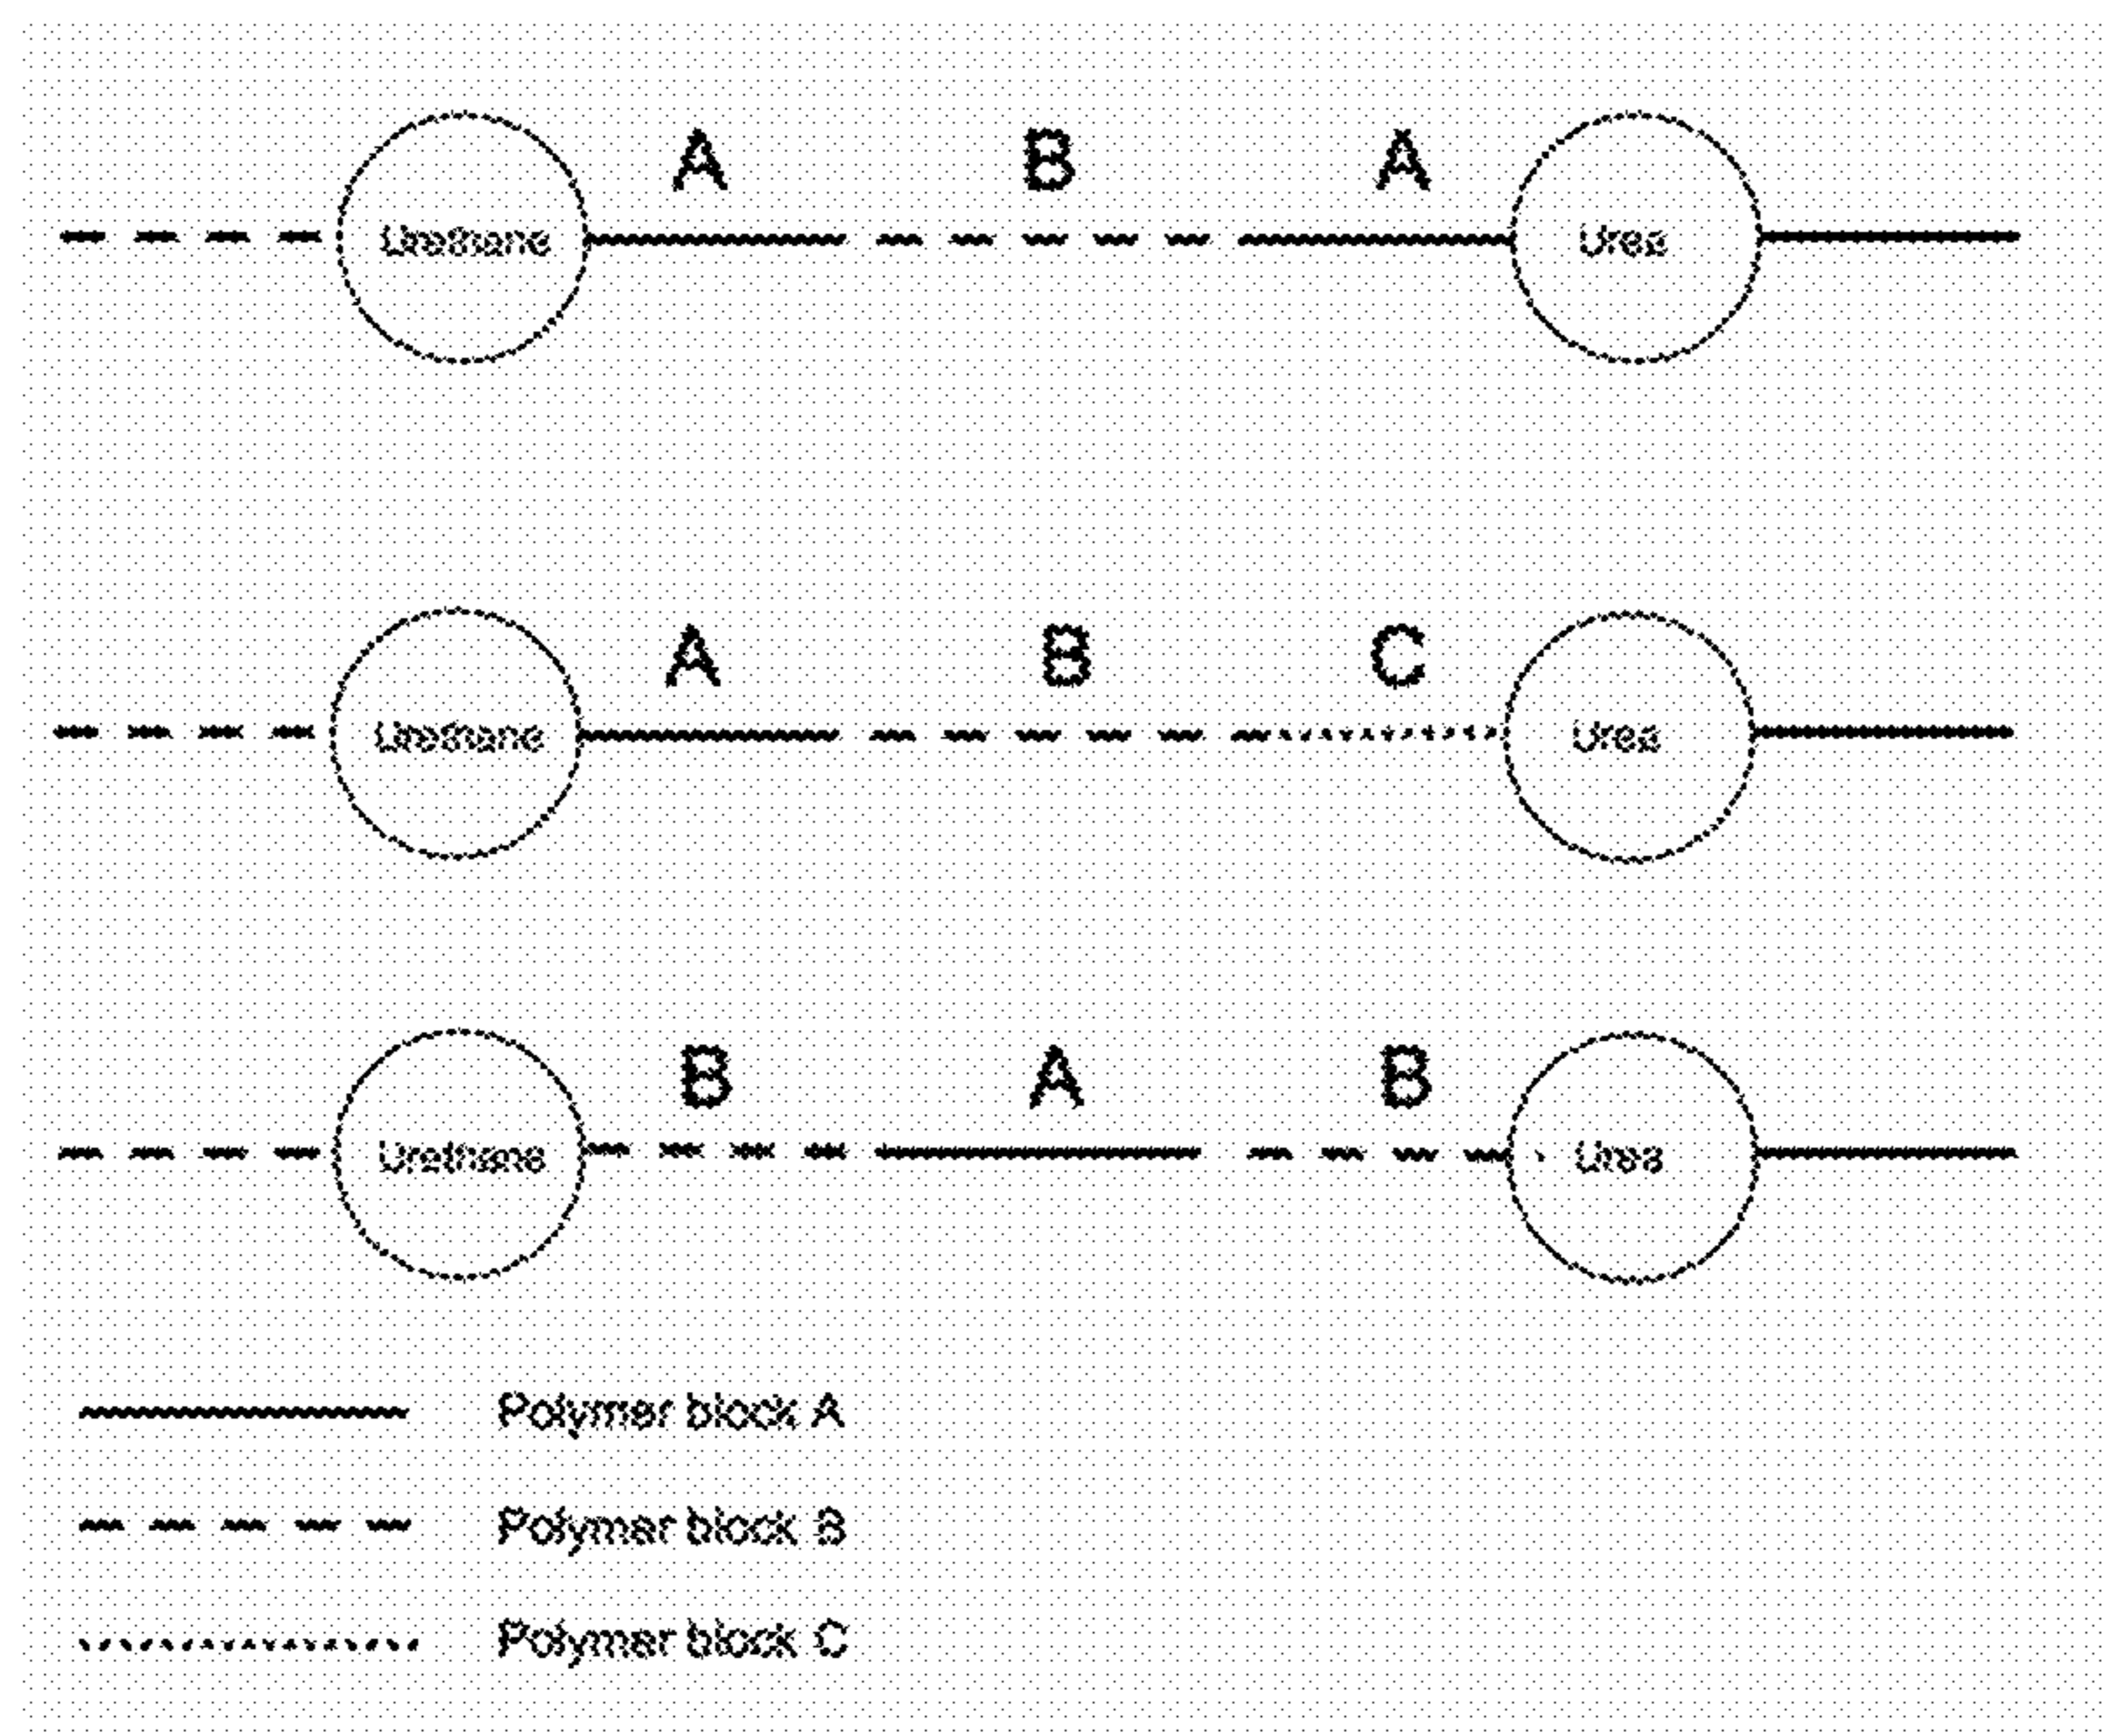 A B A
Urethane Urea
A B C
Urethane Urea
B A B
Urethane Urea
Polymer block A
Polymer block B
Polymer block C